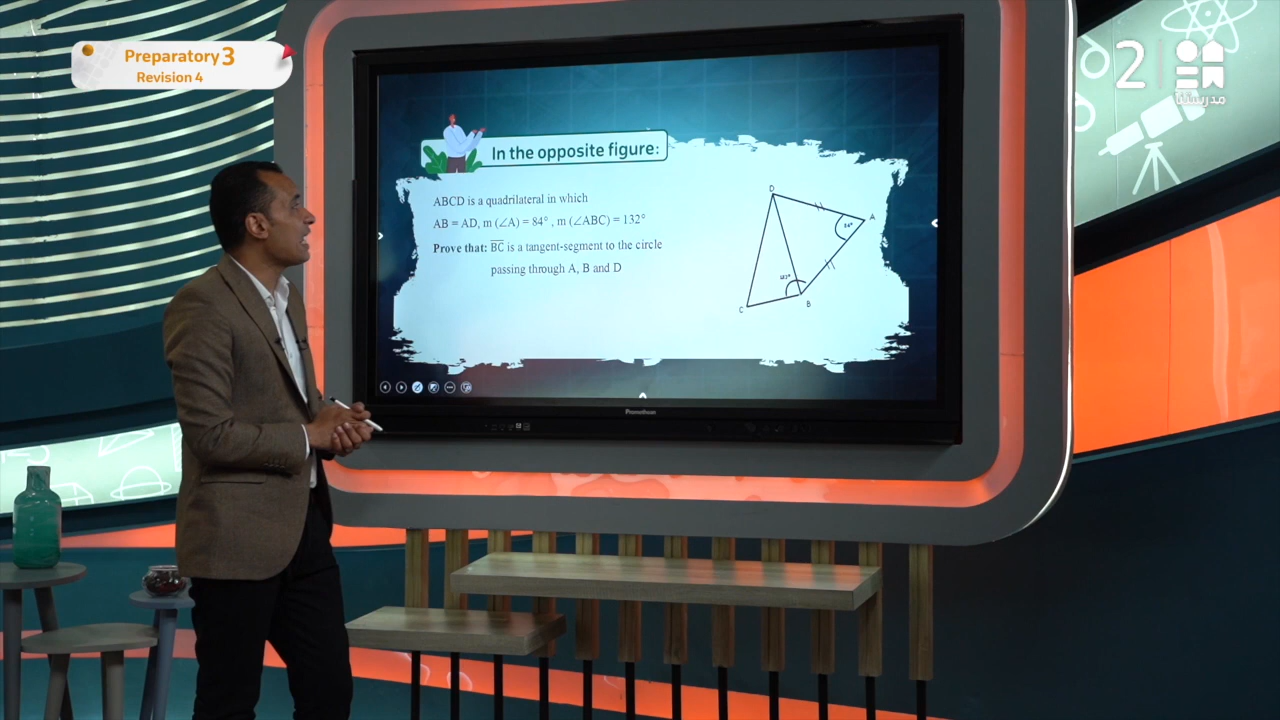 Preparatory 3
Revision 4
2
مدرستنا
In the opposite figure:
ABCD is a quadrilateral in which
AB = AD, m (∠A) = 84° , m (∠ABC) = 132°
Prove that: B͞C͞ is a tangent-segment to the circle
passing through A, B and D
D
A
84°
132°
B
C
Promethean